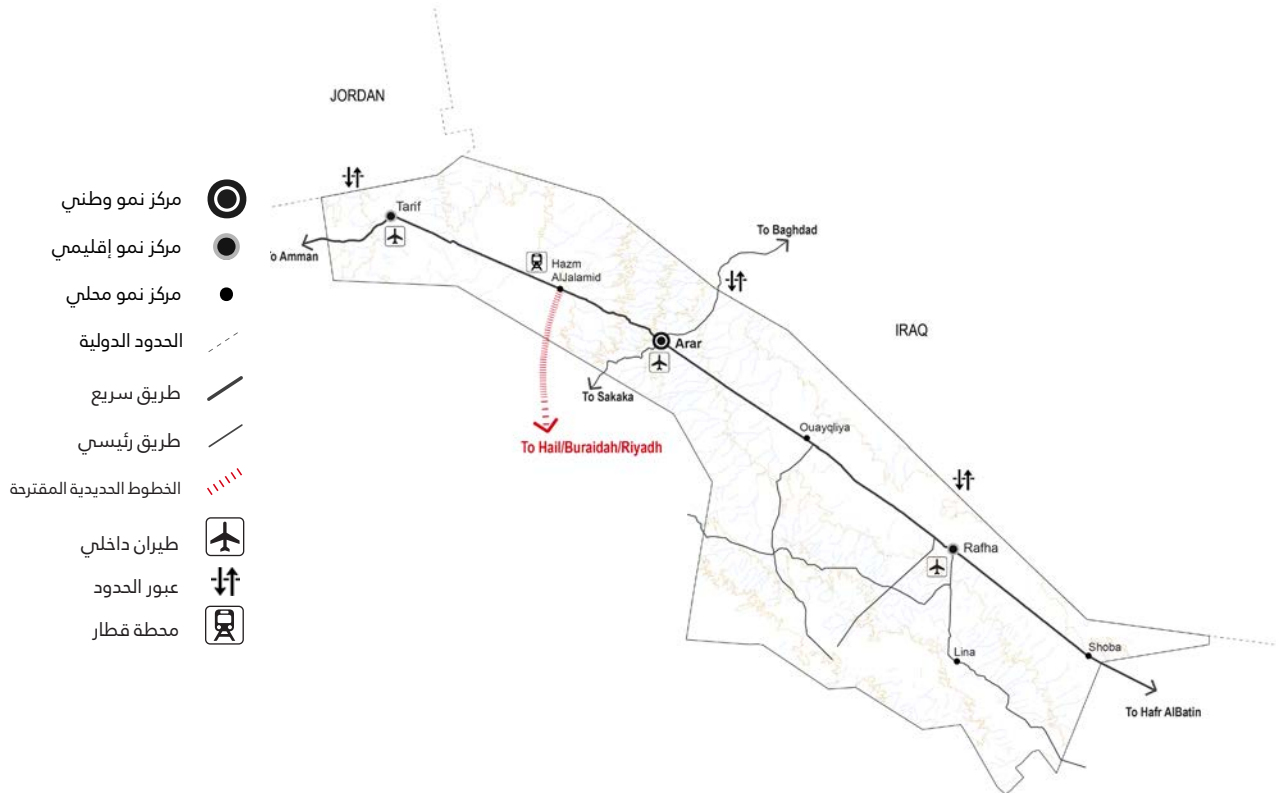 JORDAN
Tarif
To Amman
Hazm
AlJalamid
To Baghdad
IRAQ
Arar
To Sakaka
To Hail/Buraidah/Riyadh
Ouayqliya
Rafha
Lina
Shoba
To Hafr AlBatin
مركز نمو وطني
مركز نمو إقليمي
مركز نمو محلي
الحدود الدولية
طريق سريع
طريق رئيسي
الخطوط الحديدية المقترحة
طيران داخلي
عبور الحدود
محطة قطار